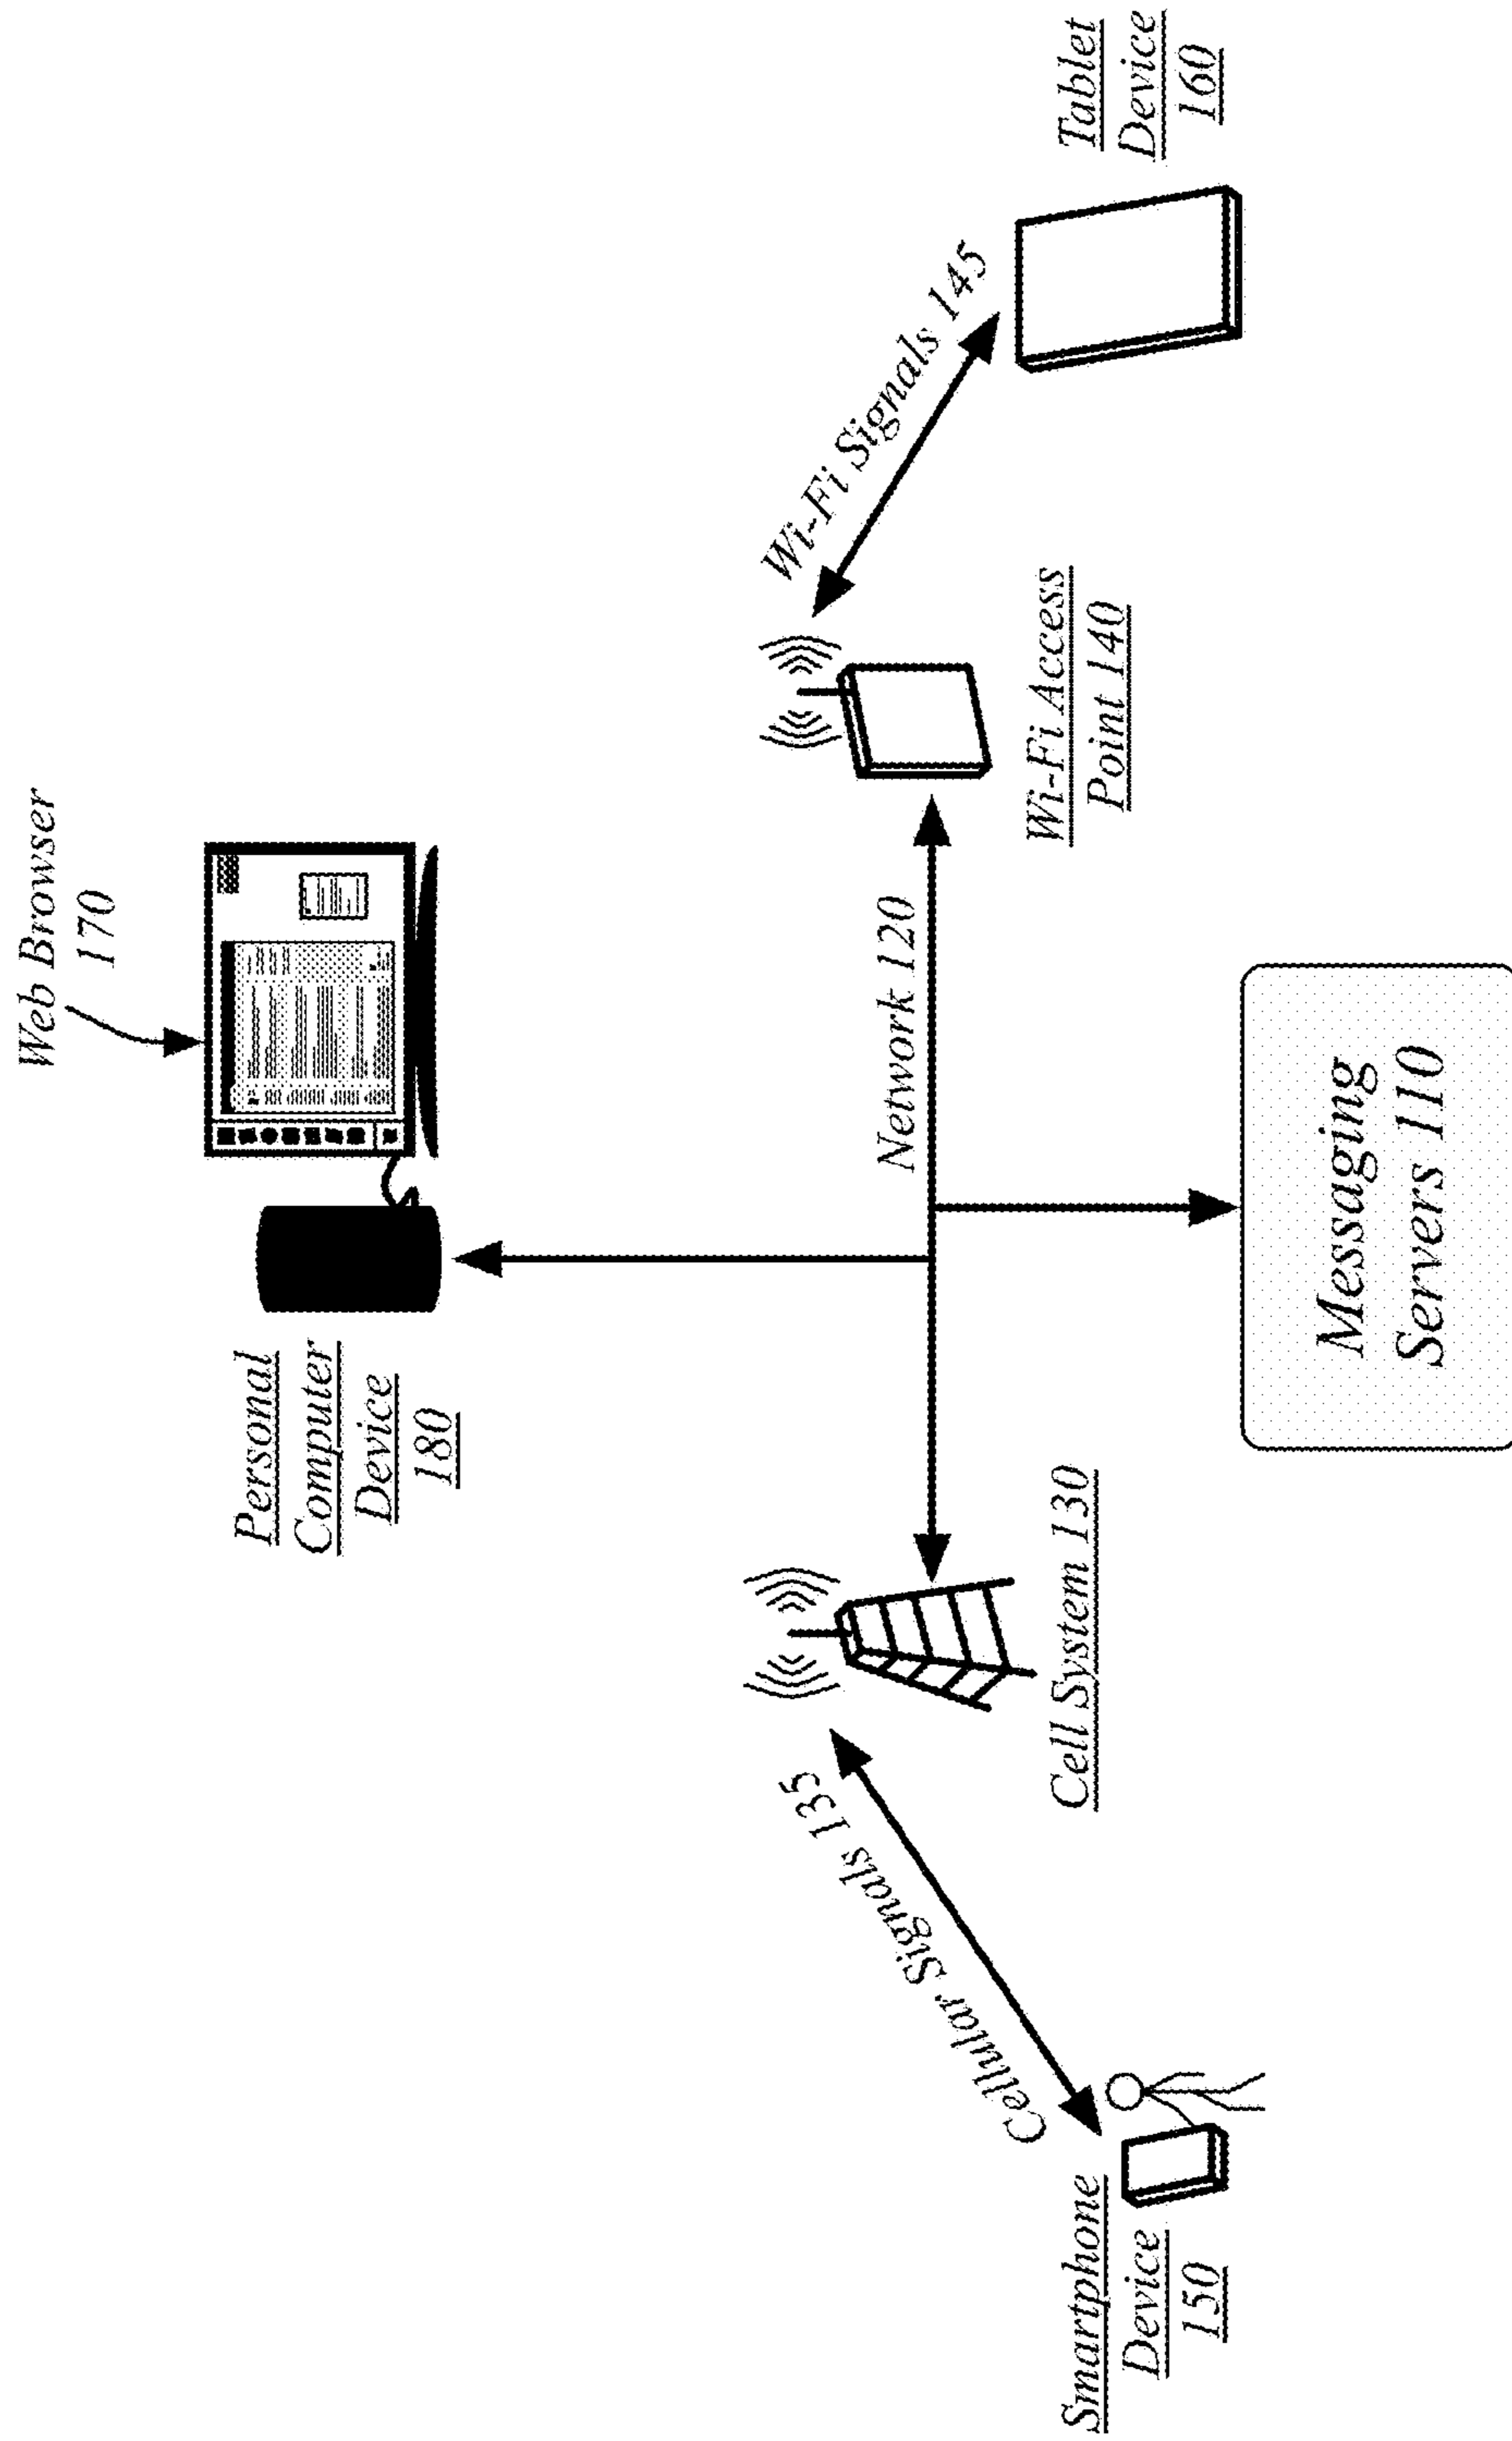 Web Browser
170
Personal
Computer
Device
180
Network 120
Cellular Signals 135
Wi-Fi Signals 145
Smartphone
Device
150
Cell System 130
Wi-Fi Access
Point 140
Tablet
Device
160
Messaging
Servers 110